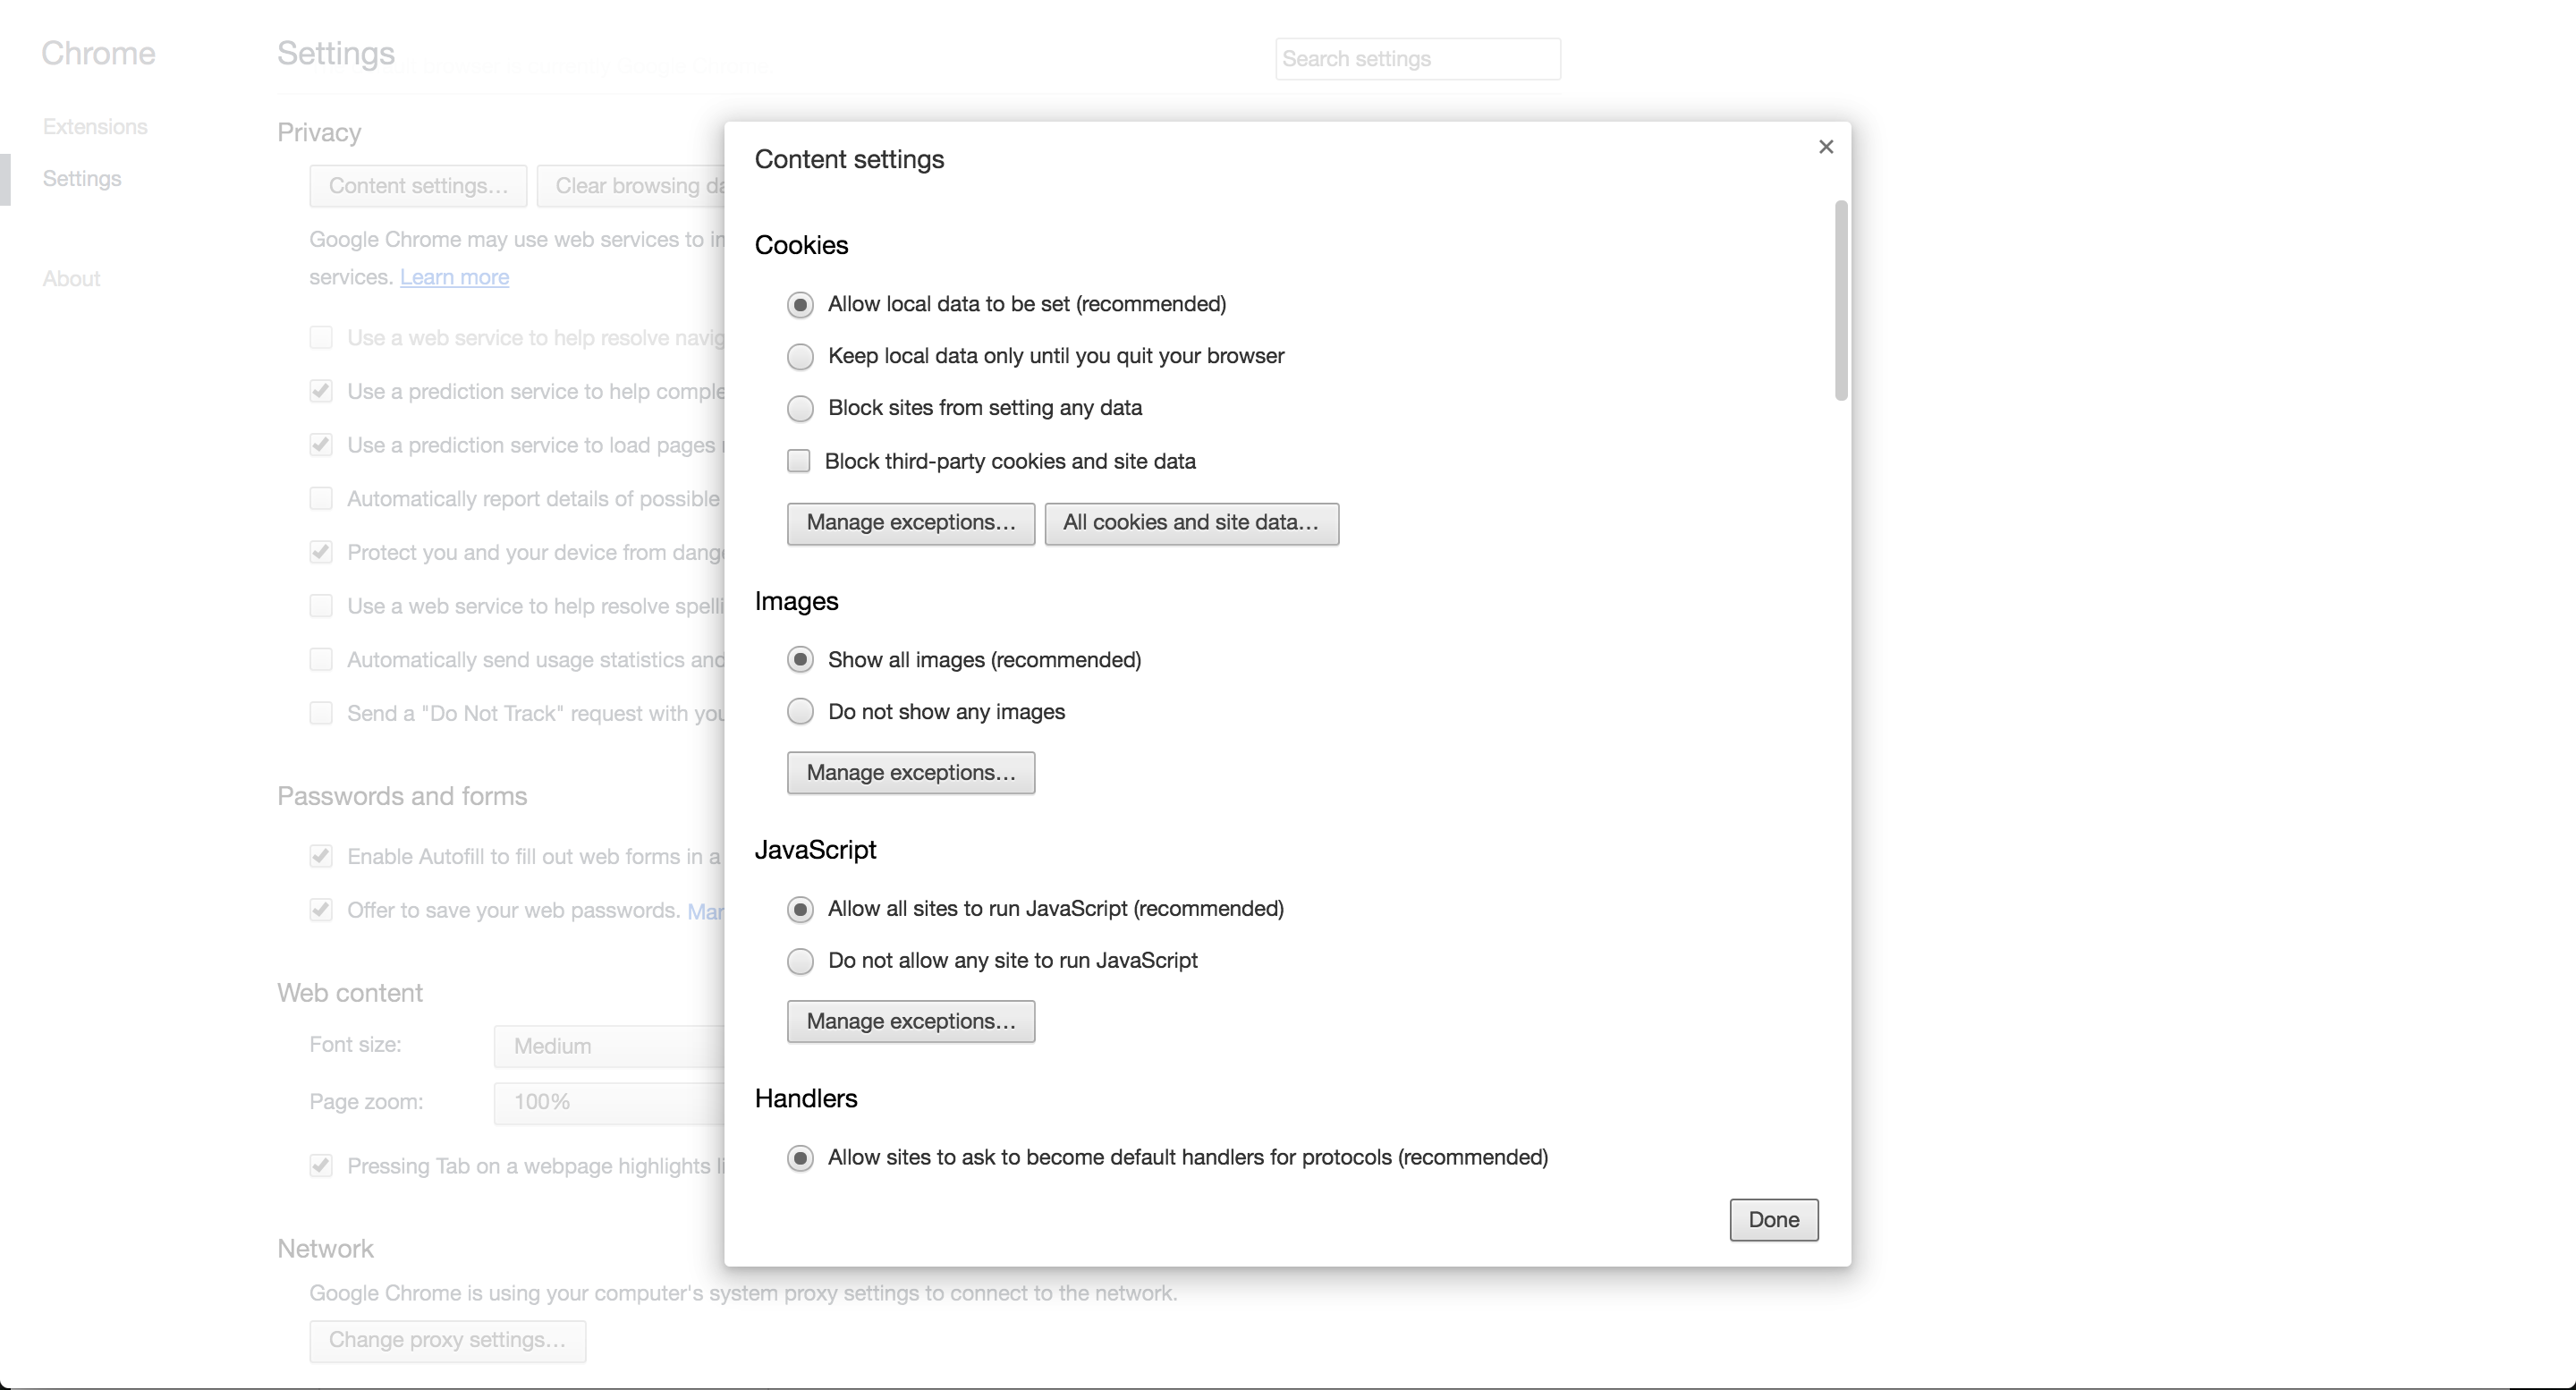 Chrome
Settings
Search settings
Extensions
Settings
About
Privacy
Content settings...
Clear browsing
Google Chrome may use web services to
services. Learn more
Use a web service to help resolve
Use a prediction service to help
Use a prediction service to load pages
Automatically report details of possible
Protect you and your device from
Use a web service to help resolve
Automatically send usage statistics and
Send a "Do Not Track" request with
Passwords and forms
Enable Autofill to fill out web forms in a
Offer to save your web passwords.
Web content
Font size:
Medium
Page zoom:
100%
Pressing Tab on a webpage highlights
Network
Google Chrome is using your computer's system proxy settings to connect to the network.
Change proxy settings...
Content settings
Cookies
Allow local data to be set (recommended)
Keep local data only until you quit your browser
Block sites from setting any data
Block third-party cookies and site data
Manage exceptions...
All cookies and site data...
Images
Show all images (recommended)
Do not show any images
Manage exceptions...
JavaScript
Allow all sites to run JavaScript (recommended)
Do not allow any site to run JavaScript
Manage exceptions...
Handlers
Allow sites to ask to become default handlers for protocols (recommended)
Done